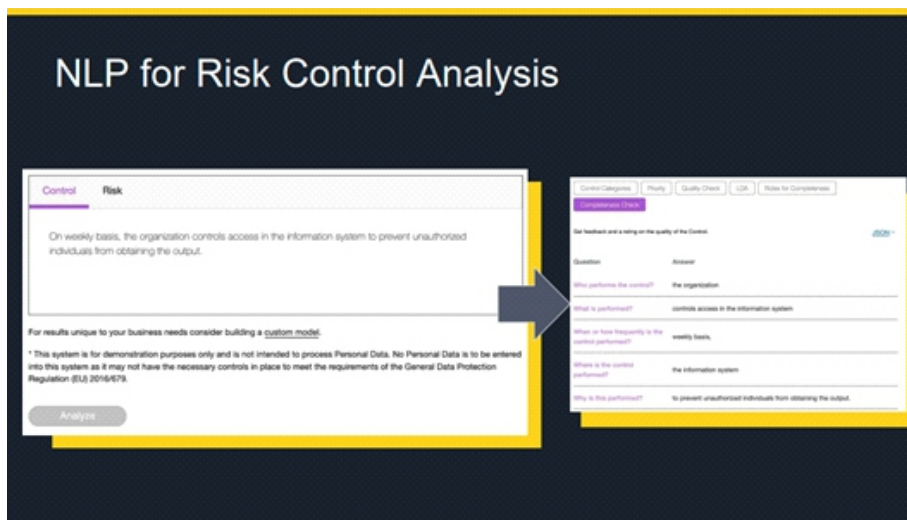 NLP for Risk Control Analysis
Control Risk
On weekly basis, the organization controls access in the information system to prevent unauthorized
individuals from obtaining the output.
For results unique to your business needs consider building a custom model.
* This system is for demonstration purposes only and is not intended to process Personal Data. No Personal Data is to be entered
into this system as it may not have the necessary controls in place to meet the requirements of the General Data Protection
Regulation (EU) 2016/679.
Analyze
Control Categories Priority Quality Check LDA Rules for Completeness
Completeness Check
Get feedback and a rating on the quality of the Control.
JSON
Question Answer
Who performs the control? the organization
What is performed? controls access in the information system
When or how frequently is the
control performed? weekly basis,
Where is the control
performed? the information system
Why is this performed? to prevent unauthorized individuals from obtaining the output.